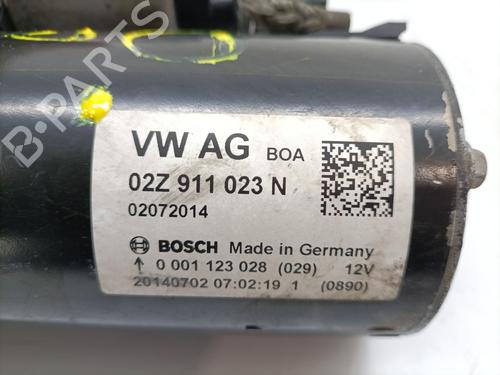 B-PARTS
VW AG BOA
02Z 911 023 N
02072014
BOSCH Made in Germany
↑ 0 001 123 028 (029) 12V
20140702 07:02:19 1 (0890)